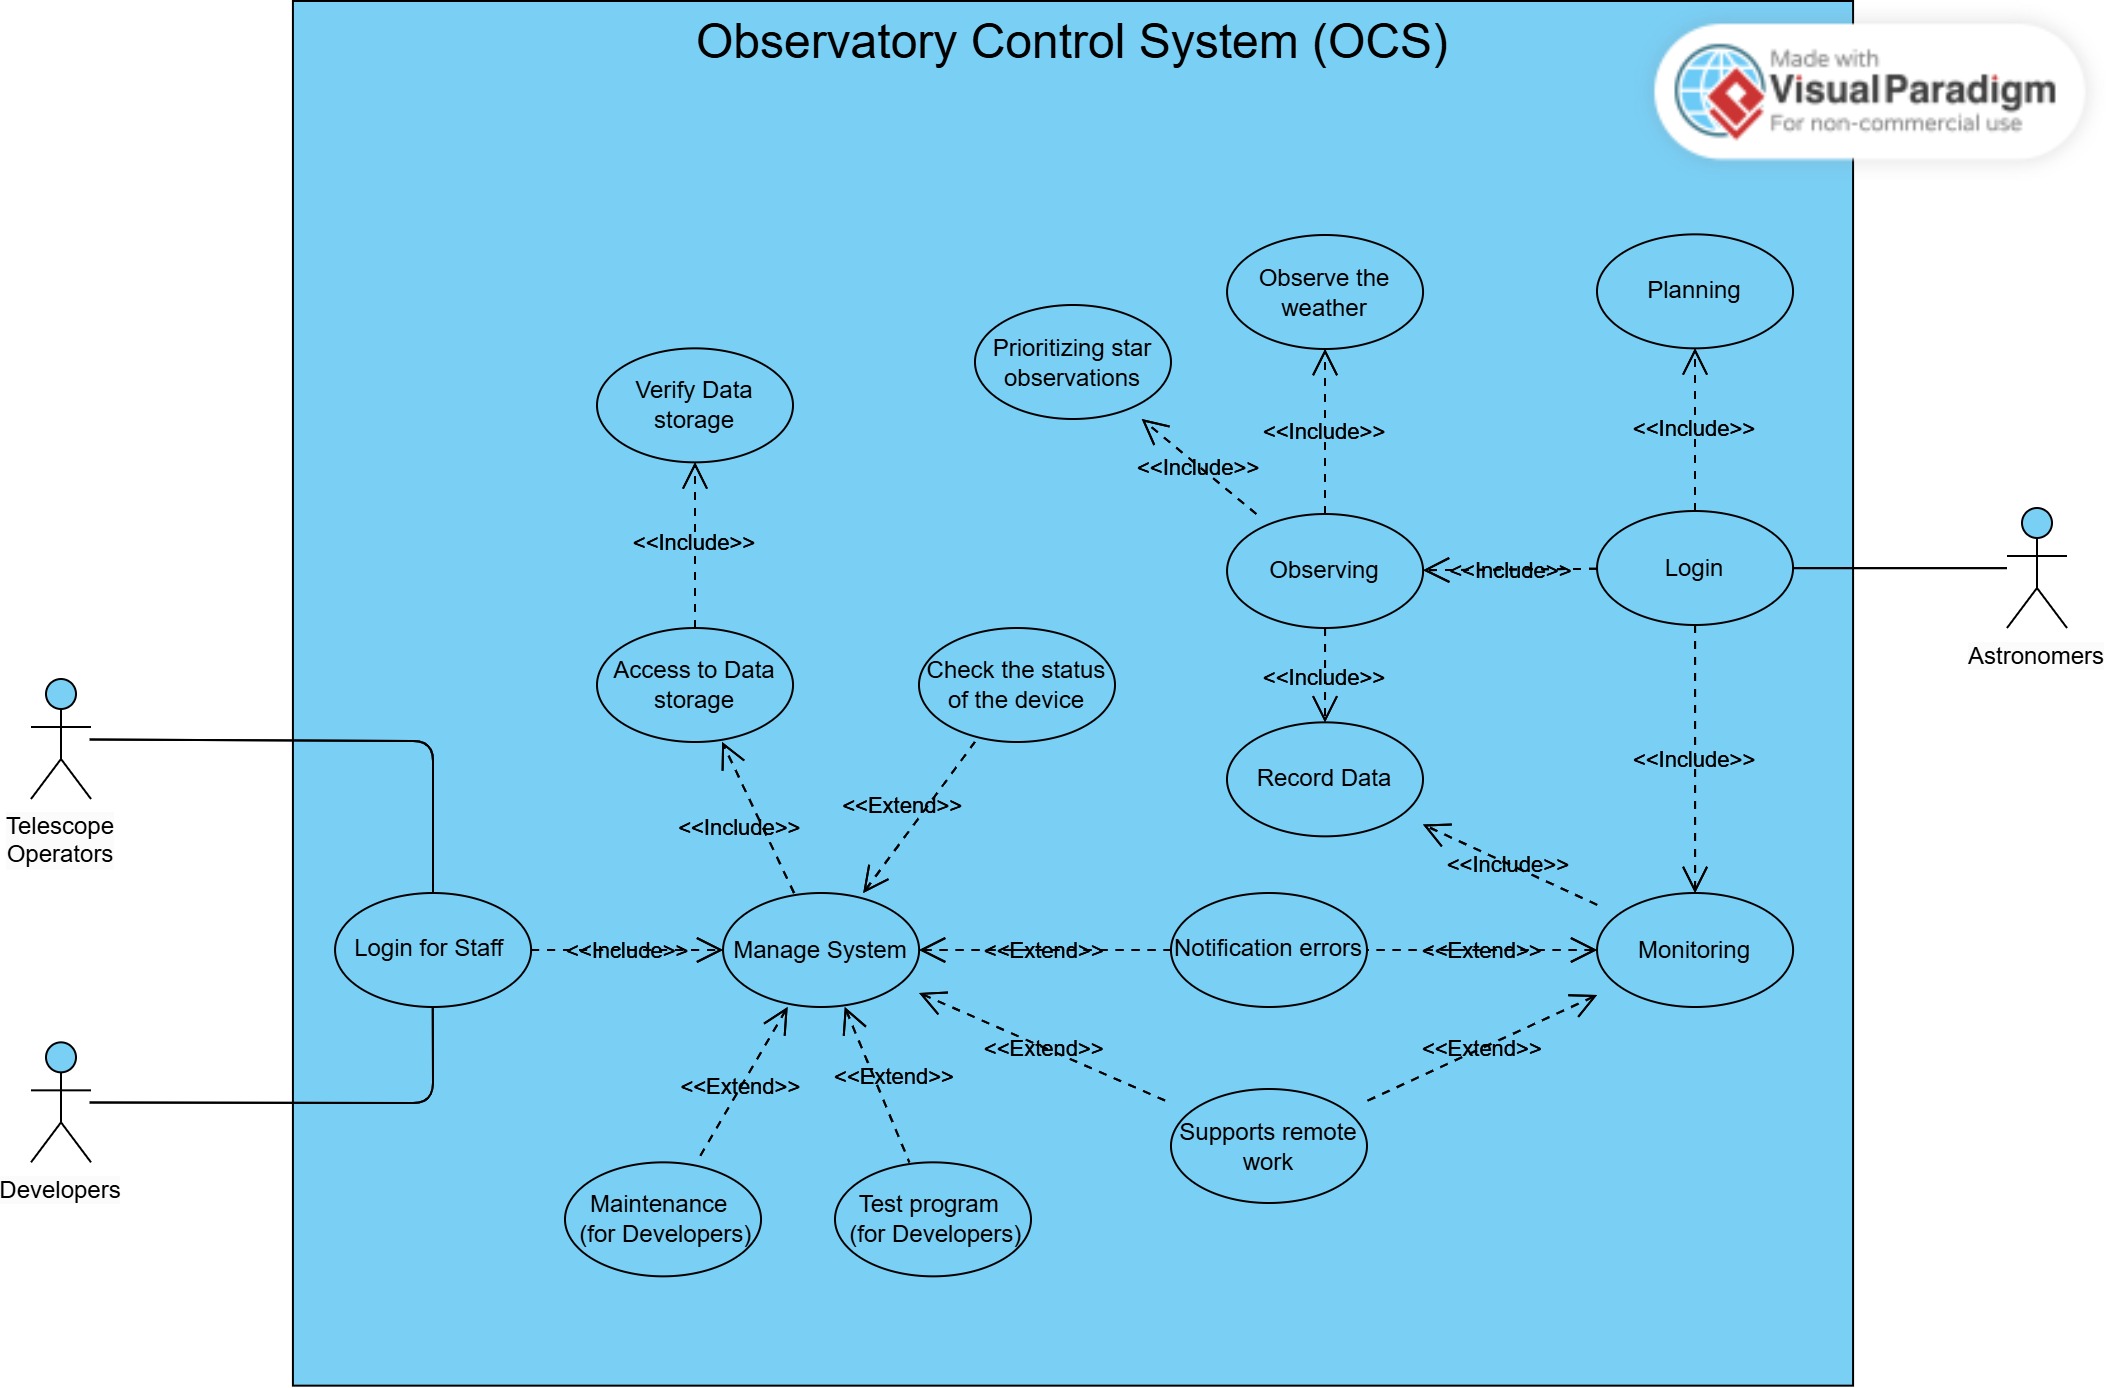 Observatory Control System (OCS)
Made with
Visual Paradigm
For non-commercial use
Observe the
weather
Planning
Prioritizing star
observations
Verify Data
storage
<<Include>>
<<Include>>
<<Include>>
<<Include>>
Observing
<<Include>>
Login
Astronomers
Access to Data
storage
Check the status
of the device
<<Include>>
<<Include>>
Record Data
<<Extend>>
<<Include>>
<<Include>>
Telescope
Operators
Login for Staff
<<Include>>
Manage System
<<Extend>>
Notification errors
<<Extend>>
Monitoring
<<Extend>>
<<Extend>>
<<Extend>>
<<Extend>>
Supports remote
work
Developers
Maintenance
(for Developers)
Test program
(for Developers)